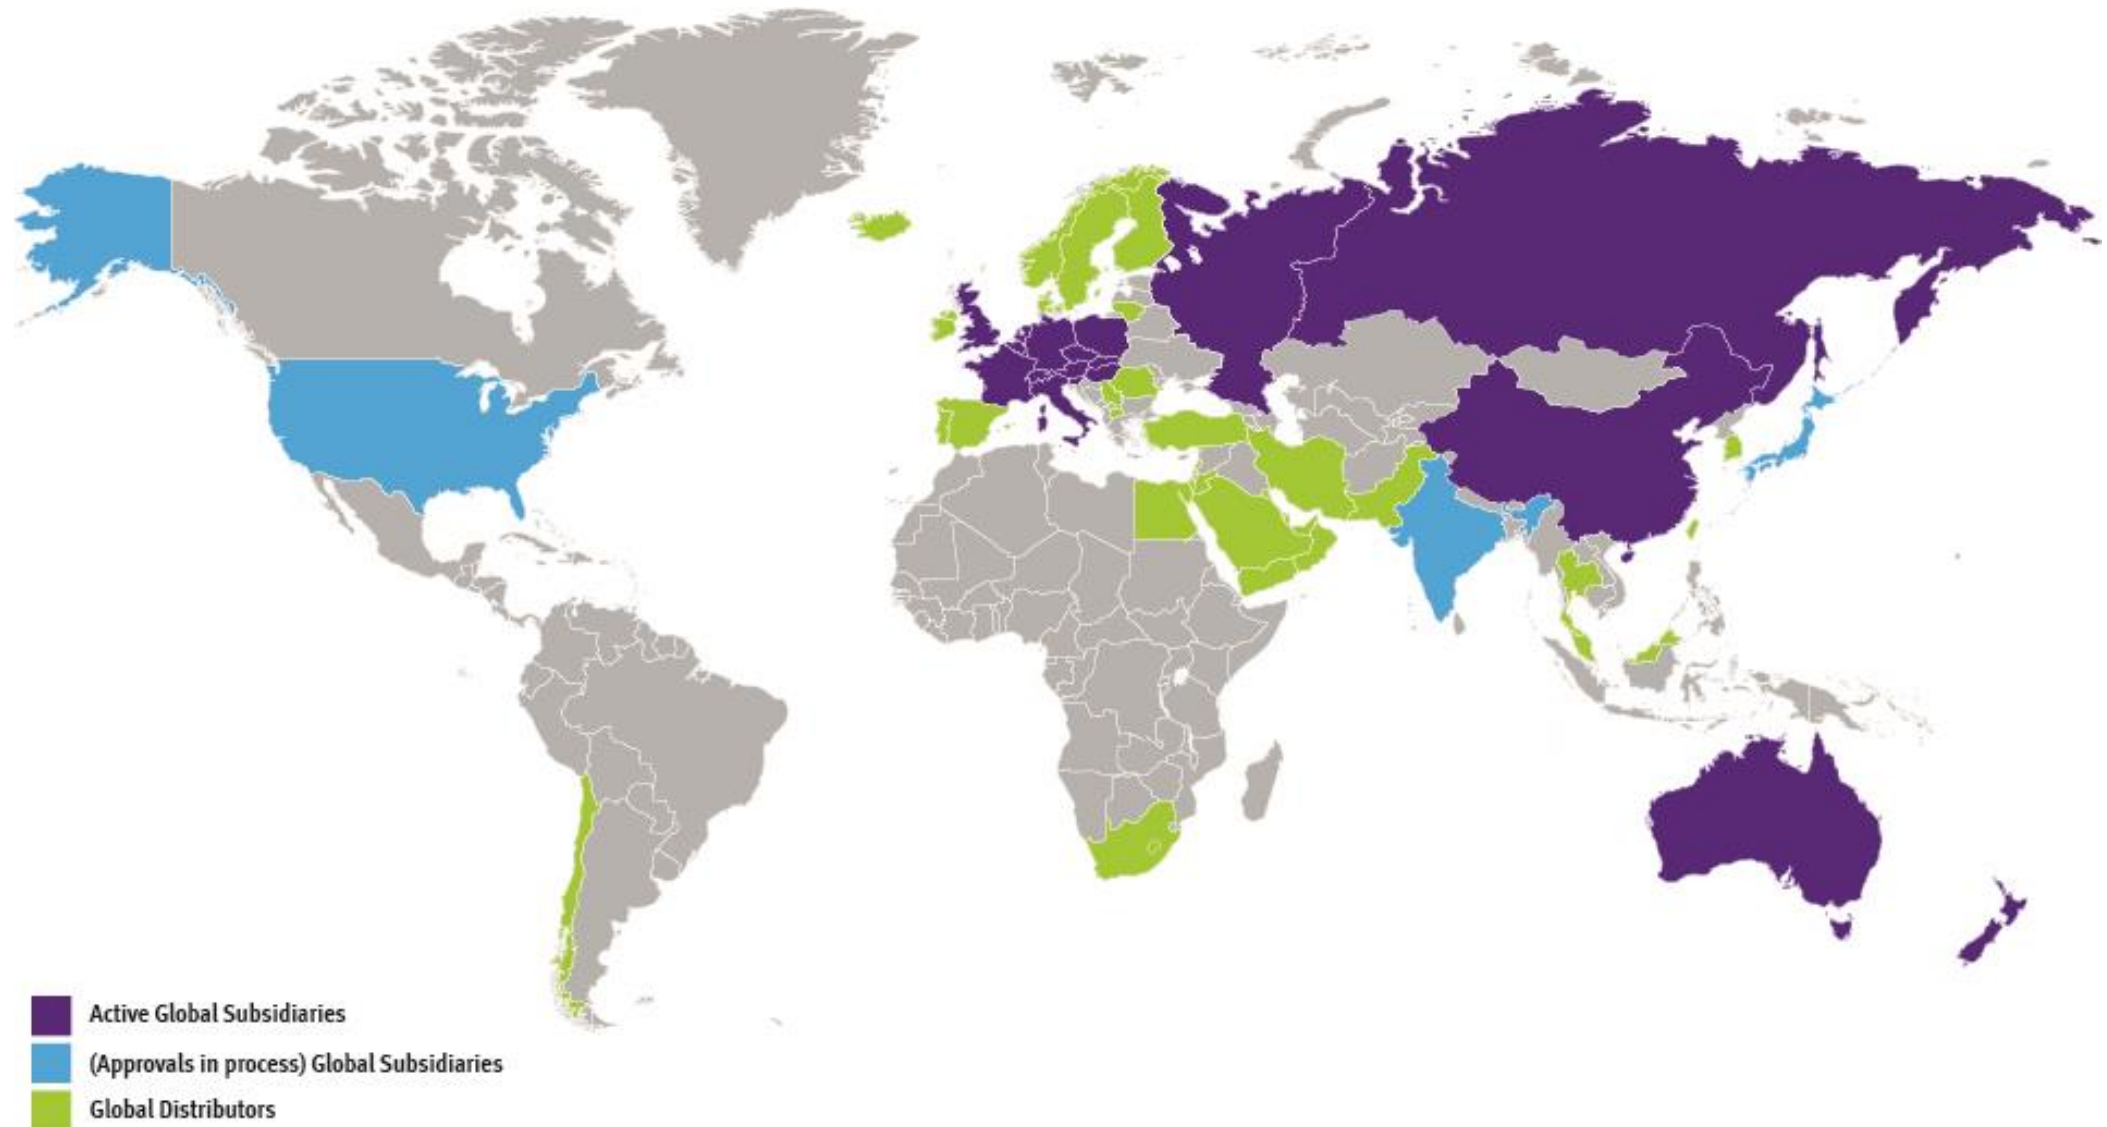 Active Global Subsidiaries
(Approvals in process) Global Subsidiaries
Global Distributors